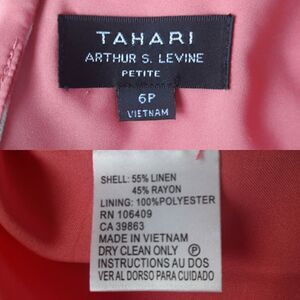 TAHARI
ARTHUR S. LEVINE
PETITE
6P
VIETNAM
SHELL: 55% LINEN
45% RAYON
LINING: 100%POLYESTER
RN 106409
CA 39863
MADE IN VIETNAM
DRY CLEAN ONLY Ⓟ
INSTRUCTIONS AU DOS
VER AL DORSO PARA CUIDADO